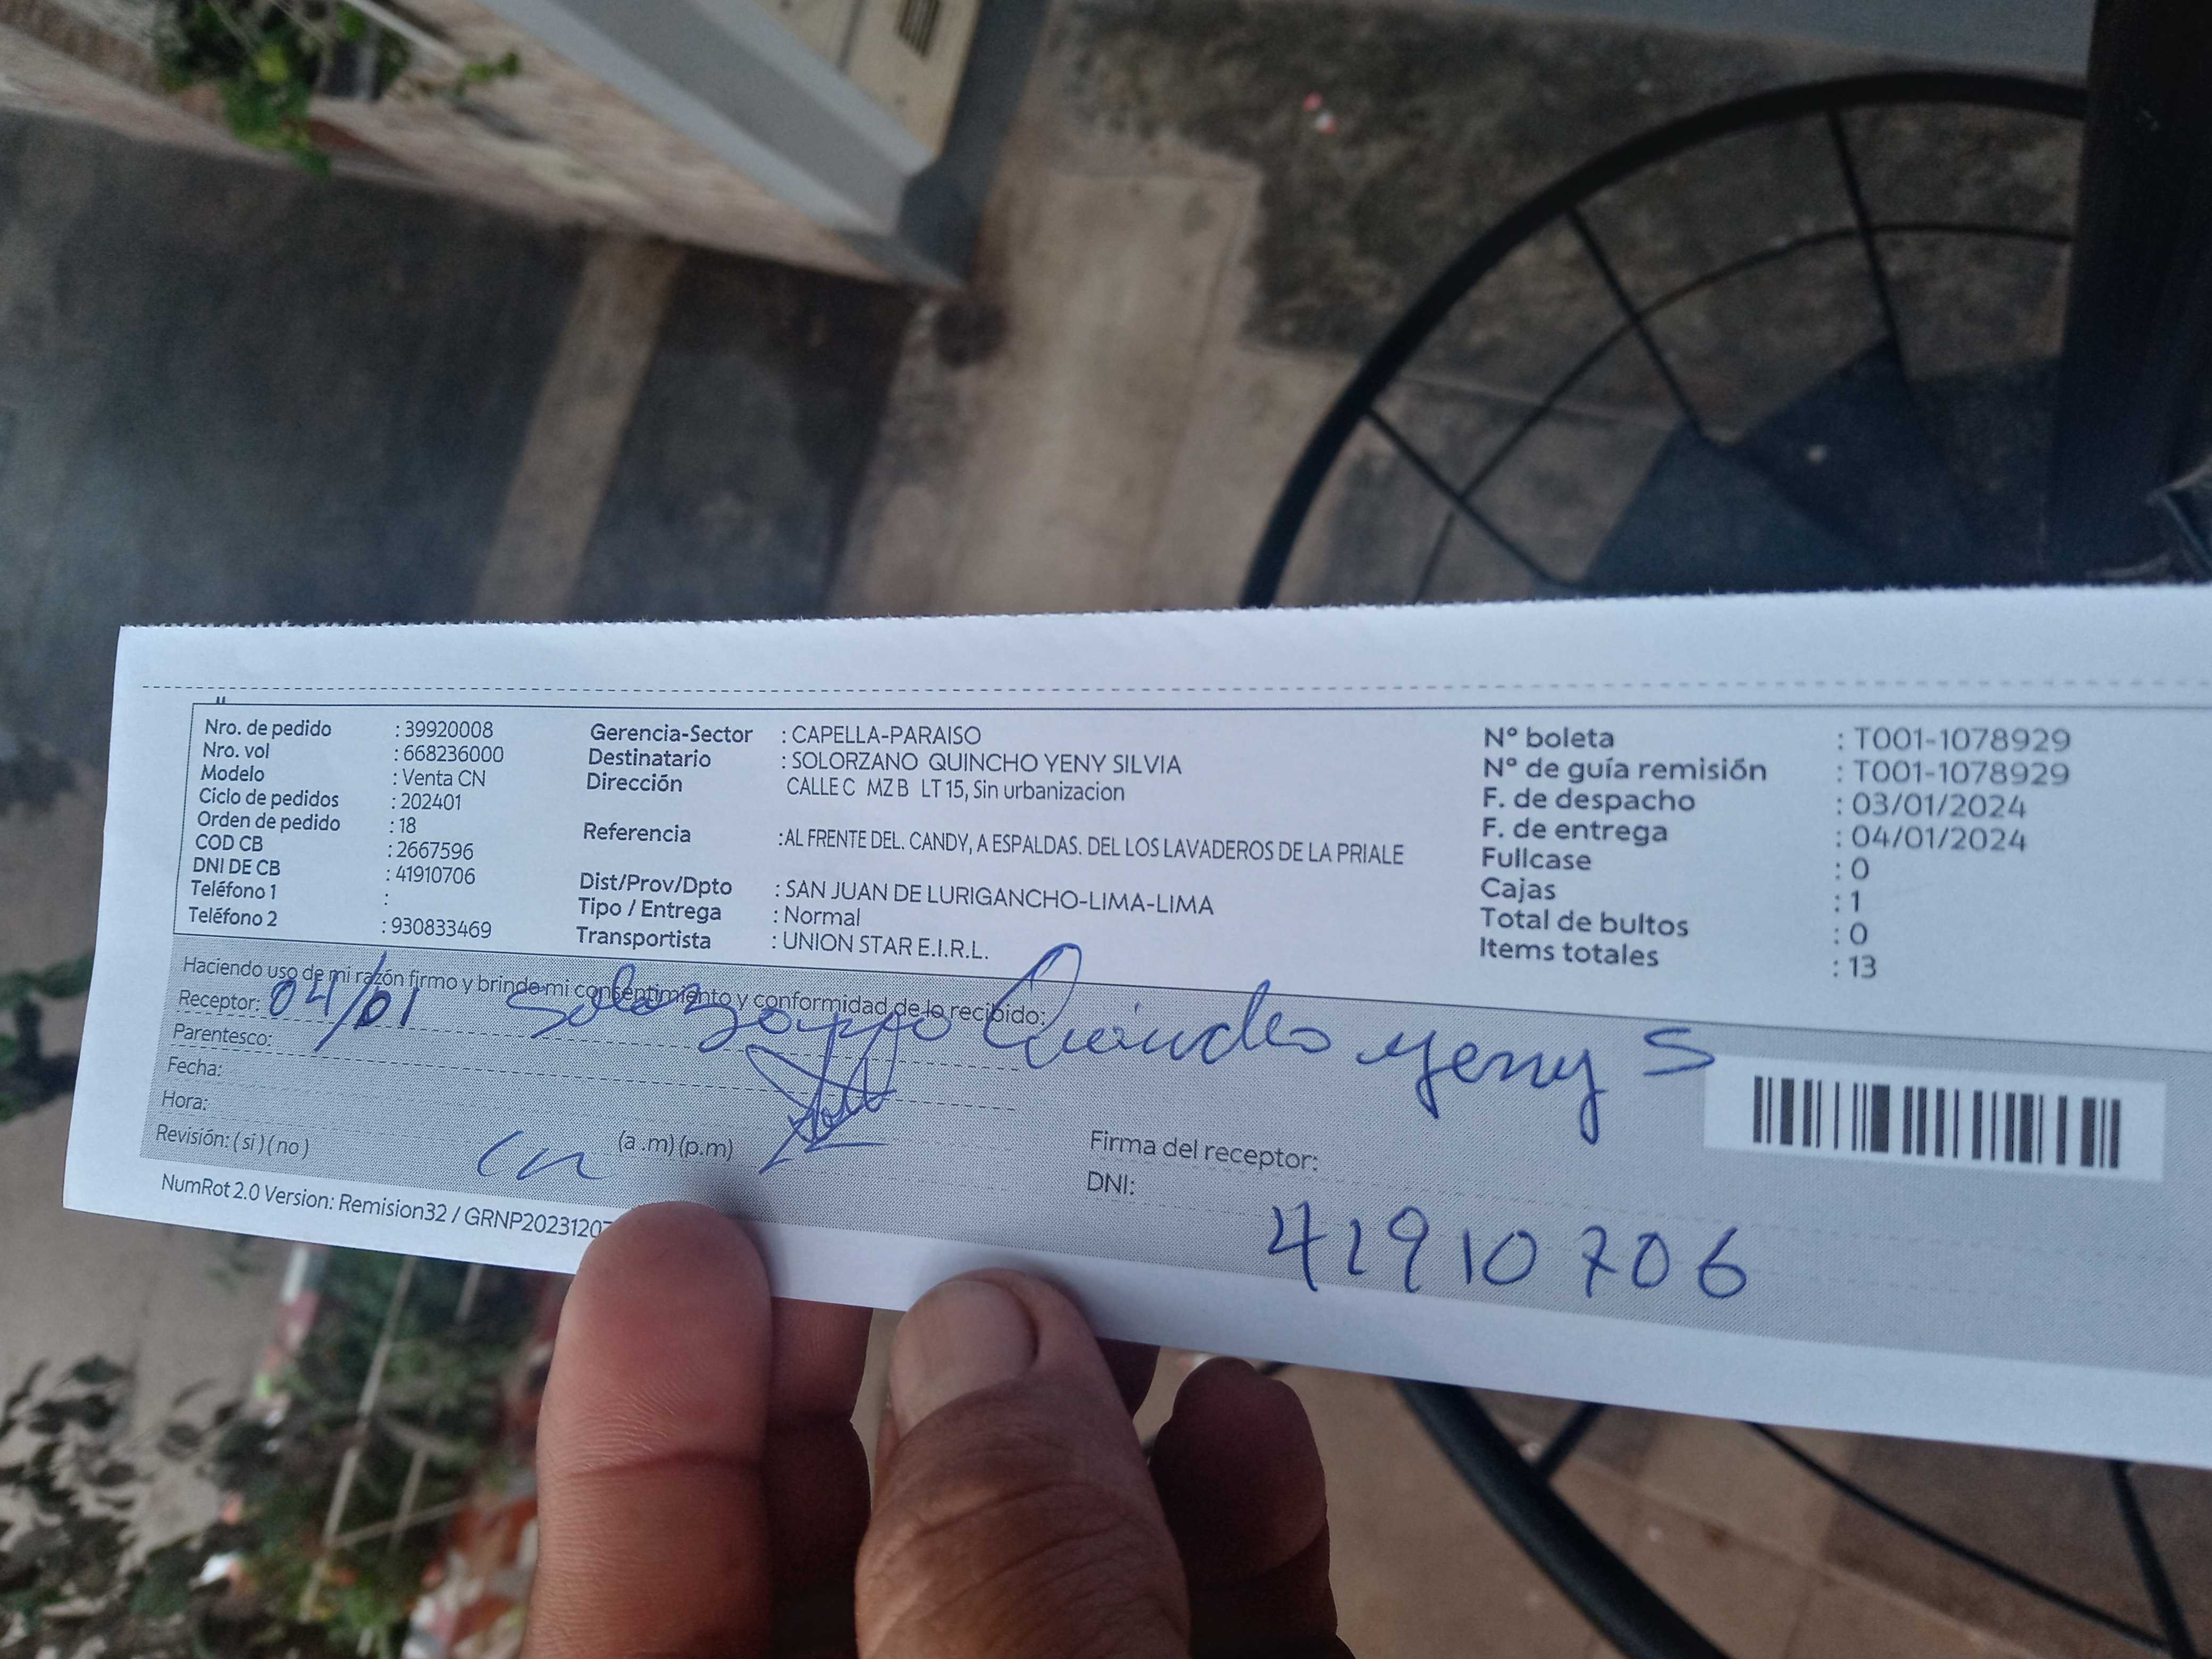 Nro. de pedido : 39920008
Nro. vol : 668236000
Modelo : Venta CN
Ciclo de pedidos : 202401
Orden de pedido : 18
COD CB : 2667596
DNI DE CB : 41910706
Teléfono 1 :
Teléfono 2 : 930833469
Gerencia-Sector : CAPELLA-PARAISO
Destinatario : SOLORZANO QUINCHO YENY SILVIA
Dirección CALLE C MZ B LT 15, Sin urbanizacion
Referencia :AL FRENTE DEL. CANDY, A ESPALDAS. DEL LOS LAVADEROS DE LA PRIALE
Dist/Prov/Dpto : SAN JUAN DE LURIGANCHO-LIMA-LIMA
Tipo / Entrega : Normal
Transportista : UNION STAR E.I.R.L.
Nº boleta : T001-1078929
Nº de guía remisión : T001-1078929
F. de despacho : 03/01/2024
F. de entrega : 04/01/2024
Fullcase : 0
Cajas : 1
Total de bultos : 0
Items totales : 13
Haciendo uso de mi razón firmo y brindo mi consentimiento y conformidad de lo recibido:
Receptor: 04/01 Solorzano Quincho yeny S
Parentesco:
Fecha:
Hora: (a .m) (p.m)
Revisión: ( si ) ( no )
Firma del receptor:
DNI: 41910706
NumRot 2.0 Version: Remision32 / GRNP2023120